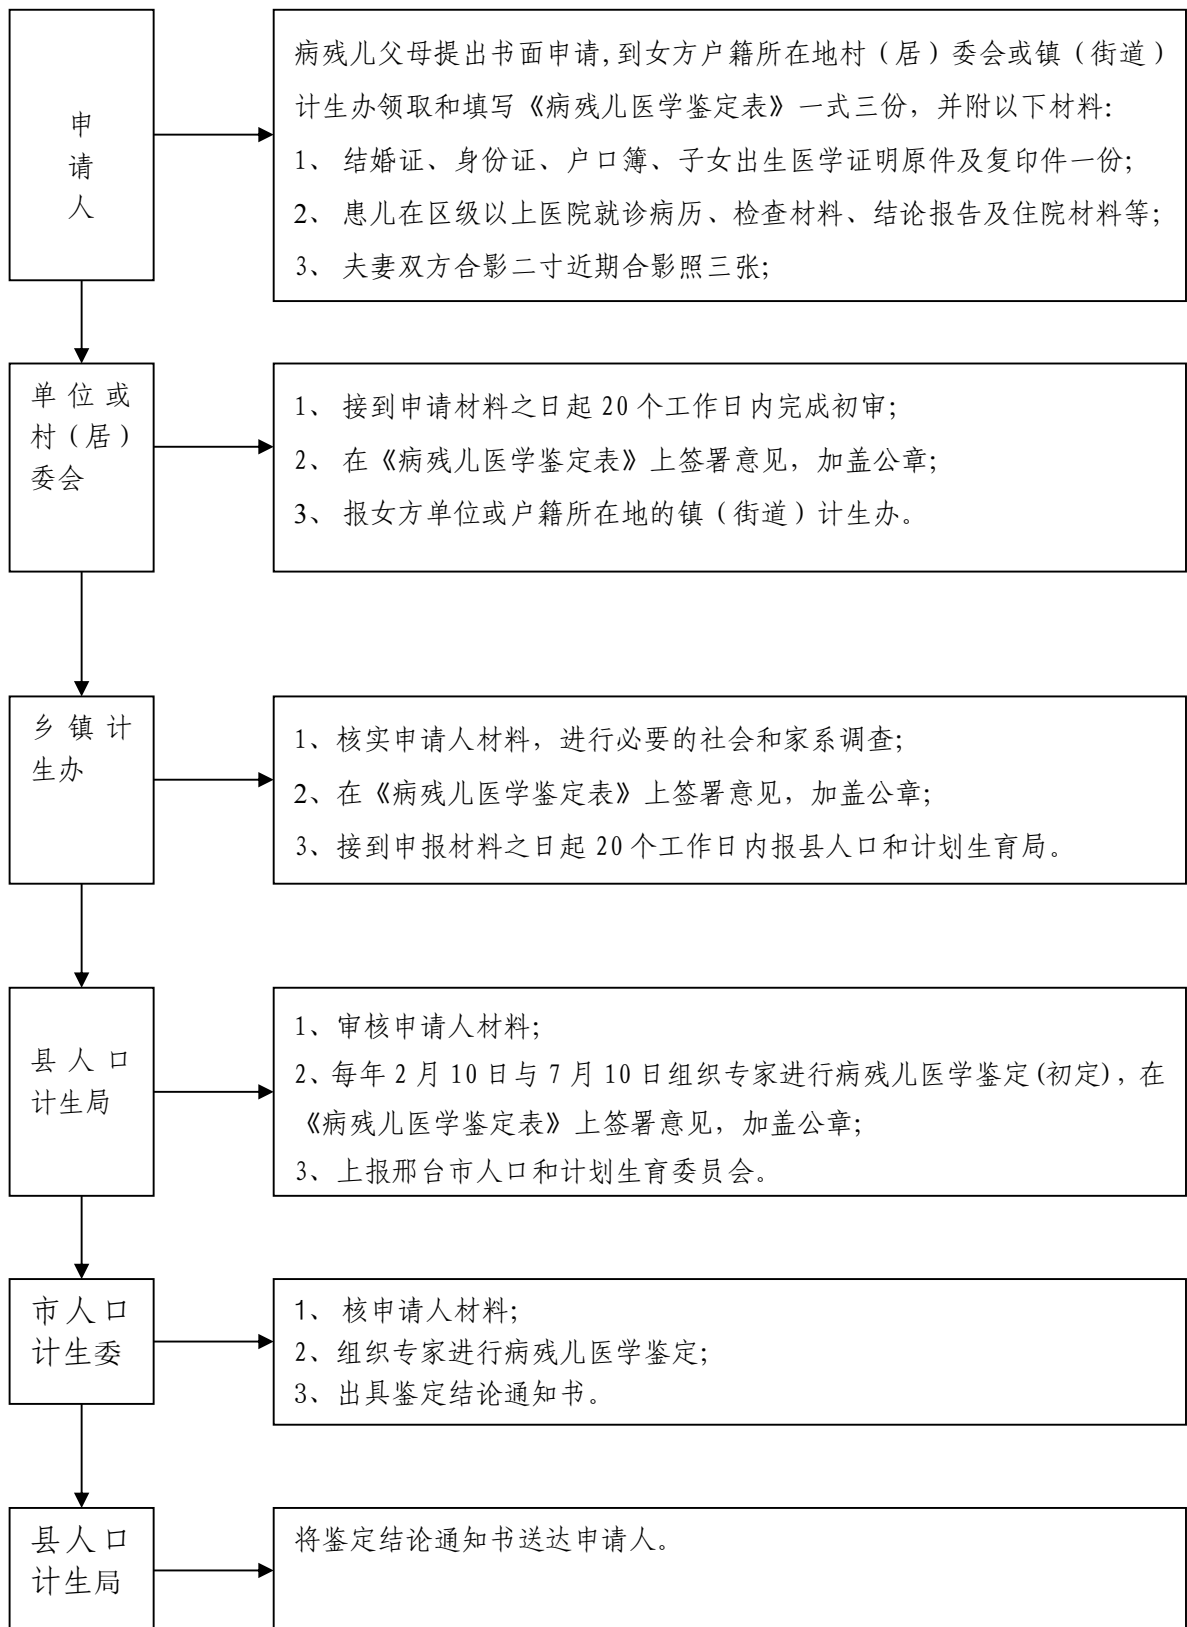 申
请
人
病残儿父母提出书面申请,到女方户籍所在地村（居）委会或镇（街道）
计生办领取和填写《病残儿医学鉴定表》一式三份，并附以下材料：
1、 结婚证、身份证、户口簿、子女出生医学证明原件及复印件一份；
2、 患儿在区级以上医院就诊病历、检查材料、结论报告及住院材料等；
3、 夫妻双方合影二寸近期合影照三张；
单位或
村（居）
委会
1、 接到申请材料之日起 20 个工作日内完成初审；
2、 在《病残儿医学鉴定表》上签署意见，加盖公章；
3、 报女方单位或户籍所在地的镇（街道）计生办。
乡镇计
生办
1、核实申请人材料，进行必要的社会和家系调查；
2、在《病残儿医学鉴定表》上签署意见，加盖公章；
3、接到申报材料之日起 20 个工作日内报县人口和计划生育局。
县人口
计生局
1、审核申请人材料；
2、每年 2 月 10 日与 7 月 10 日组织专家进行病残儿医学鉴定(初定)，在
《病残儿医学鉴定表》上签署意见，加盖公章；
3、上报邢台市人口和计划生育委员会。
市人口
计生委
1、 核申请人材料；
2、组织专家进行病残儿医学鉴定；
3、出具鉴定结论通知书。
县人口
计生局
将鉴定结论通知书送达申请人。